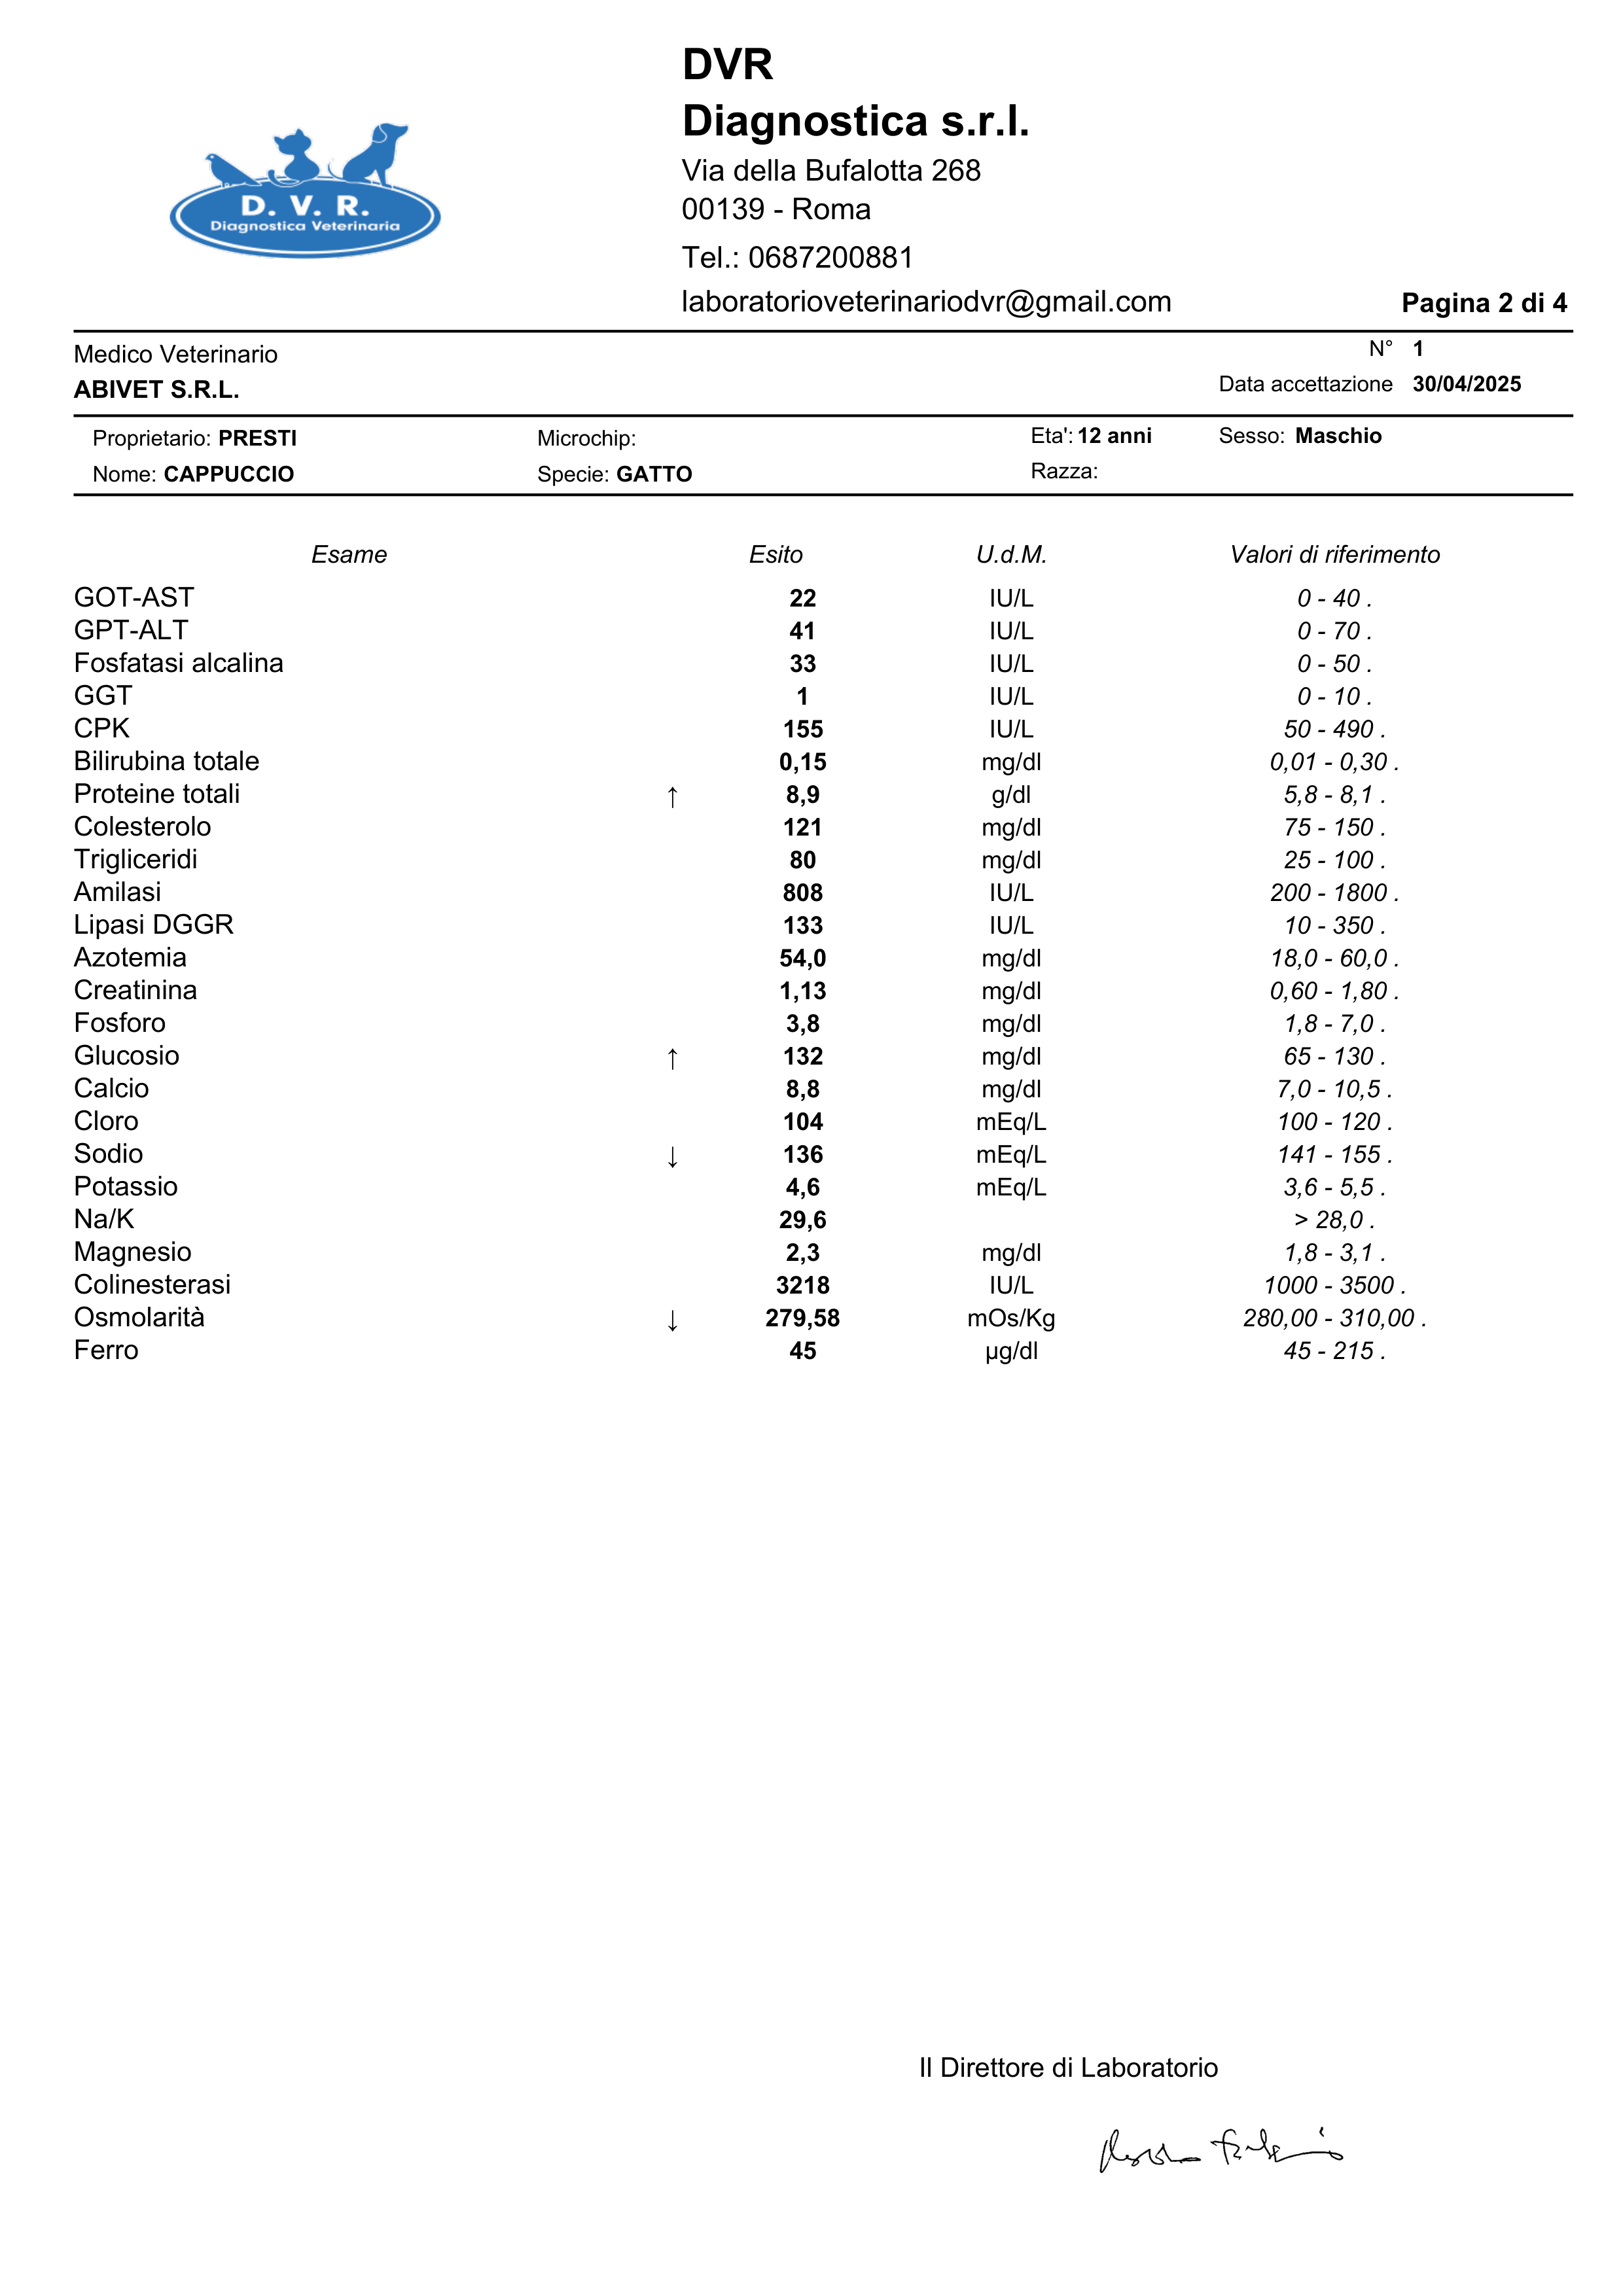 DVR
Diagnostica s.r.l.
D. V. R.
Diagnostica Veterinaria
Via della Bufalotta 268
00139 - Roma
Tel.: 0687200881
laboratorioveterinariodvr@gmail.com
Pagina 2 di 4
Medico Veterinario N° 1
ABIVET S.R.L. Data accettazione 30/04/2025
Proprietario: PRESTI Microchip: Eta': 12 anni Sesso: Maschio
Nome: CAPPUCCIO Specie: GATTO Razza:
Esame Esito U.d.M. Valori di riferimento
GOT-AST 22 IU/L 0 - 40 .
GPT-ALT 41 IU/L 0 - 70 .
Fosfatasi alcalina 33 IU/L 0 - 50 .
GGT 1 IU/L 0 - 10 .
CPK 155 IU/L 50 - 490 .
Bilirubina totale 0,15 mg/dl 0,01 - 0,30 .
Proteine totali ↑ 8,9 g/dl 5,8 - 8,1 .
Colesterolo 121 mg/dl 75 - 150 .
Trigliceridi 80 mg/dl 25 - 100 .
Amilasi 808 IU/L 200 - 1800 .
Lipasi DGGR 133 IU/L 10 - 350 .
Azotemia 54,0 mg/dl 18,0 - 60,0 .
Creatinina 1,13 mg/dl 0,60 - 1,80 .
Fosforo 3,8 mg/dl 1,8 - 7,0 .
Glucosio ↑ 132 mg/dl 65 - 130 .
Calcio 8,8 mg/dl 7,0 - 10,5 .
Cloro 104 mEq/L 100 - 120 .
Sodio ↓ 136 mEq/L 141 - 155 .
Potassio 4,6 mEq/L 3,6 - 5,5 .
Na/K 29,6 > 28,0 .
Magnesio 2,3 mg/dl 1,8 - 3,1 .
Colinesterasi 3218 IU/L 1000 - 3500 .
Osmolarità ↓ 279,58 mOs/Kg 280,00 - 310,00 .
Ferro 45 µg/dl 45 - 215 .
Il Direttore di Laboratorio